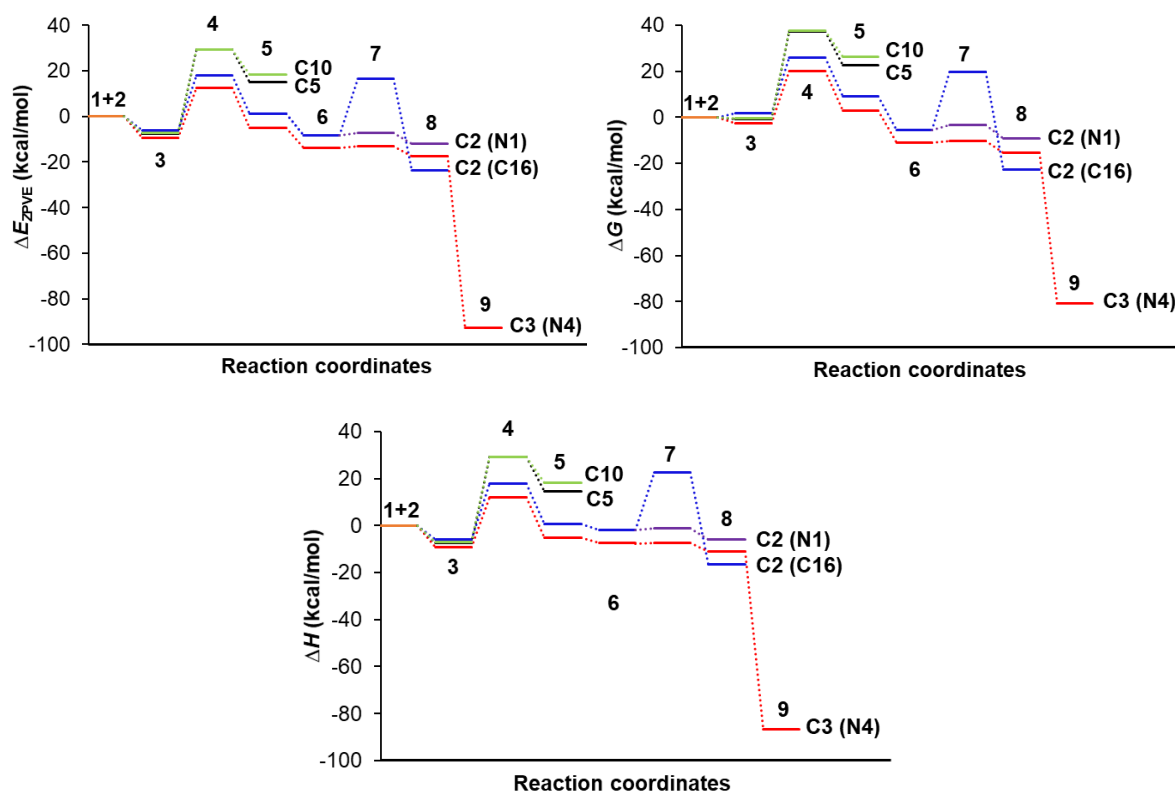 40
20
0
-20
-40
-60
-80
-100
ΔE_ZPVE (kcal/mol)
1+2
3
4
5
C10
C5
6
7
8
C2 (N1)
C2 (C16)
9
C3 (N4)
Reaction coordinates
40
20
0
-20
-40
-60
-80
-100
ΔG (kcal/mol)
1+2
3
4
5
C10
C5
6
7
8
C2 (N1)
C2 (C16)
9
C3 (N4)
Reaction coordinates
40
20
0
-20
-40
-60
-80
-100
ΔH (kcal/mol)
1+2
3
4
5
C10
C5
6
7
8
C2 (N1)
C2 (C16)
9
C3 (N4)
Reaction coordinates